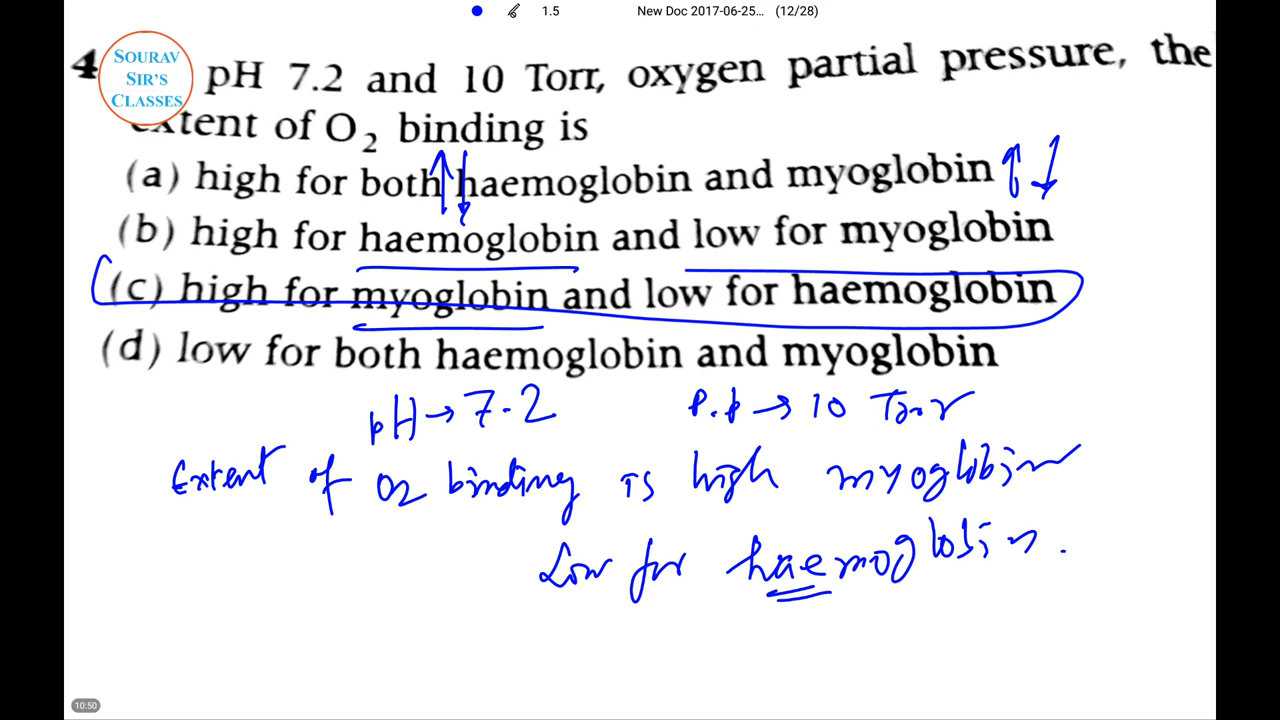 1.5 New Doc 2017-06-25... (12/28)
SOURAV
SIR'S
CLASSES
4 pH 7.2 and 10 Torr, oxygen partial pressure, the
extent of O₂ binding is
(a) high for both haemoglobin and myoglobin
(b) high for haemoglobin and low for myoglobin
(c) high for myoglobin and low for haemoglobin
(d) low for both haemoglobin and myoglobin
pH → 7.2 P.p → 10 Torr
Extent of O2 binding is high myoglobin
Low for haemoglobin.
10:50